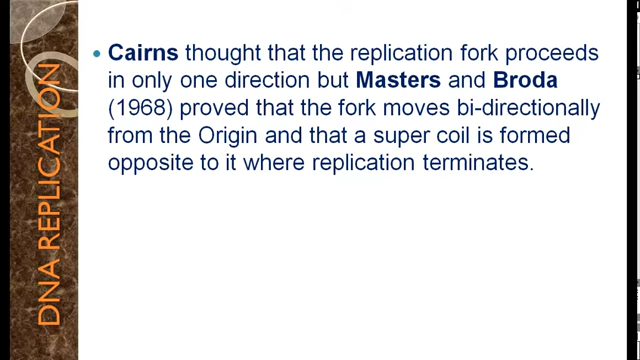 DNA REPLICATION
Cairns thought that the replication fork proceeds
in only one direction but Masters and Broda
(1968) proved that the fork moves bi-directionally
from the Origin and that a super coil is formed
opposite to it where replication terminates.